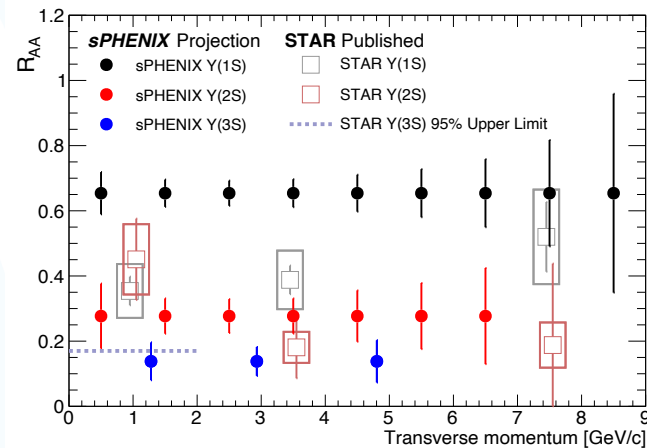 1.2
1
0.8
0.6
0.4
0.2
0
R_AA
sPHENIX Projection
sPHENIX Y(1S)
sPHENIX Y(2S)
sPHENIX Y(3S)
STAR Published
STAR Y(1S)
STAR Y(2S)
STAR Y(3S) 95% Upper Limit
0 1 2 3 4 5 6 7 8 9
Transverse momentum [GeV/c]